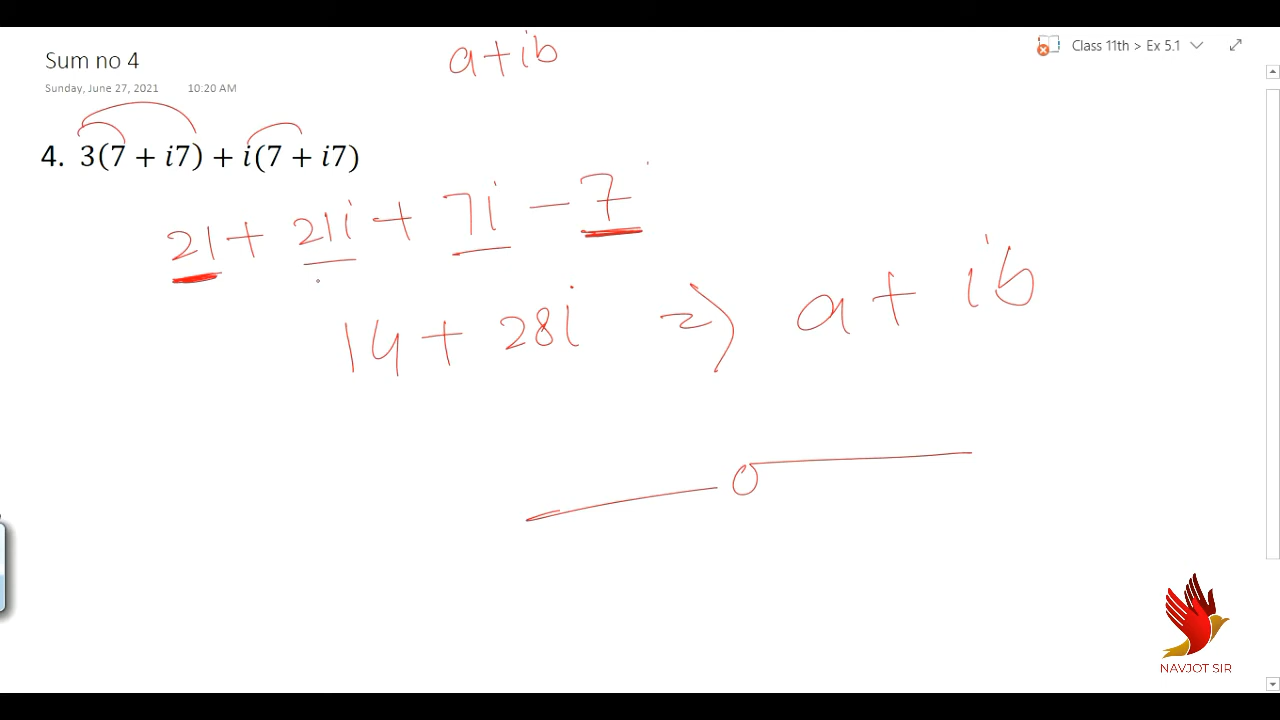 Sum no 4
a+ib
Class 11th > Ex 5.1
Sunday, June 27, 2021 10:20 AM
4. 3(7 + i7) + i(7 + i7)
21 + 21i + 7i - 7
14 + 28i => a + ib
0
NAVJOT SIR